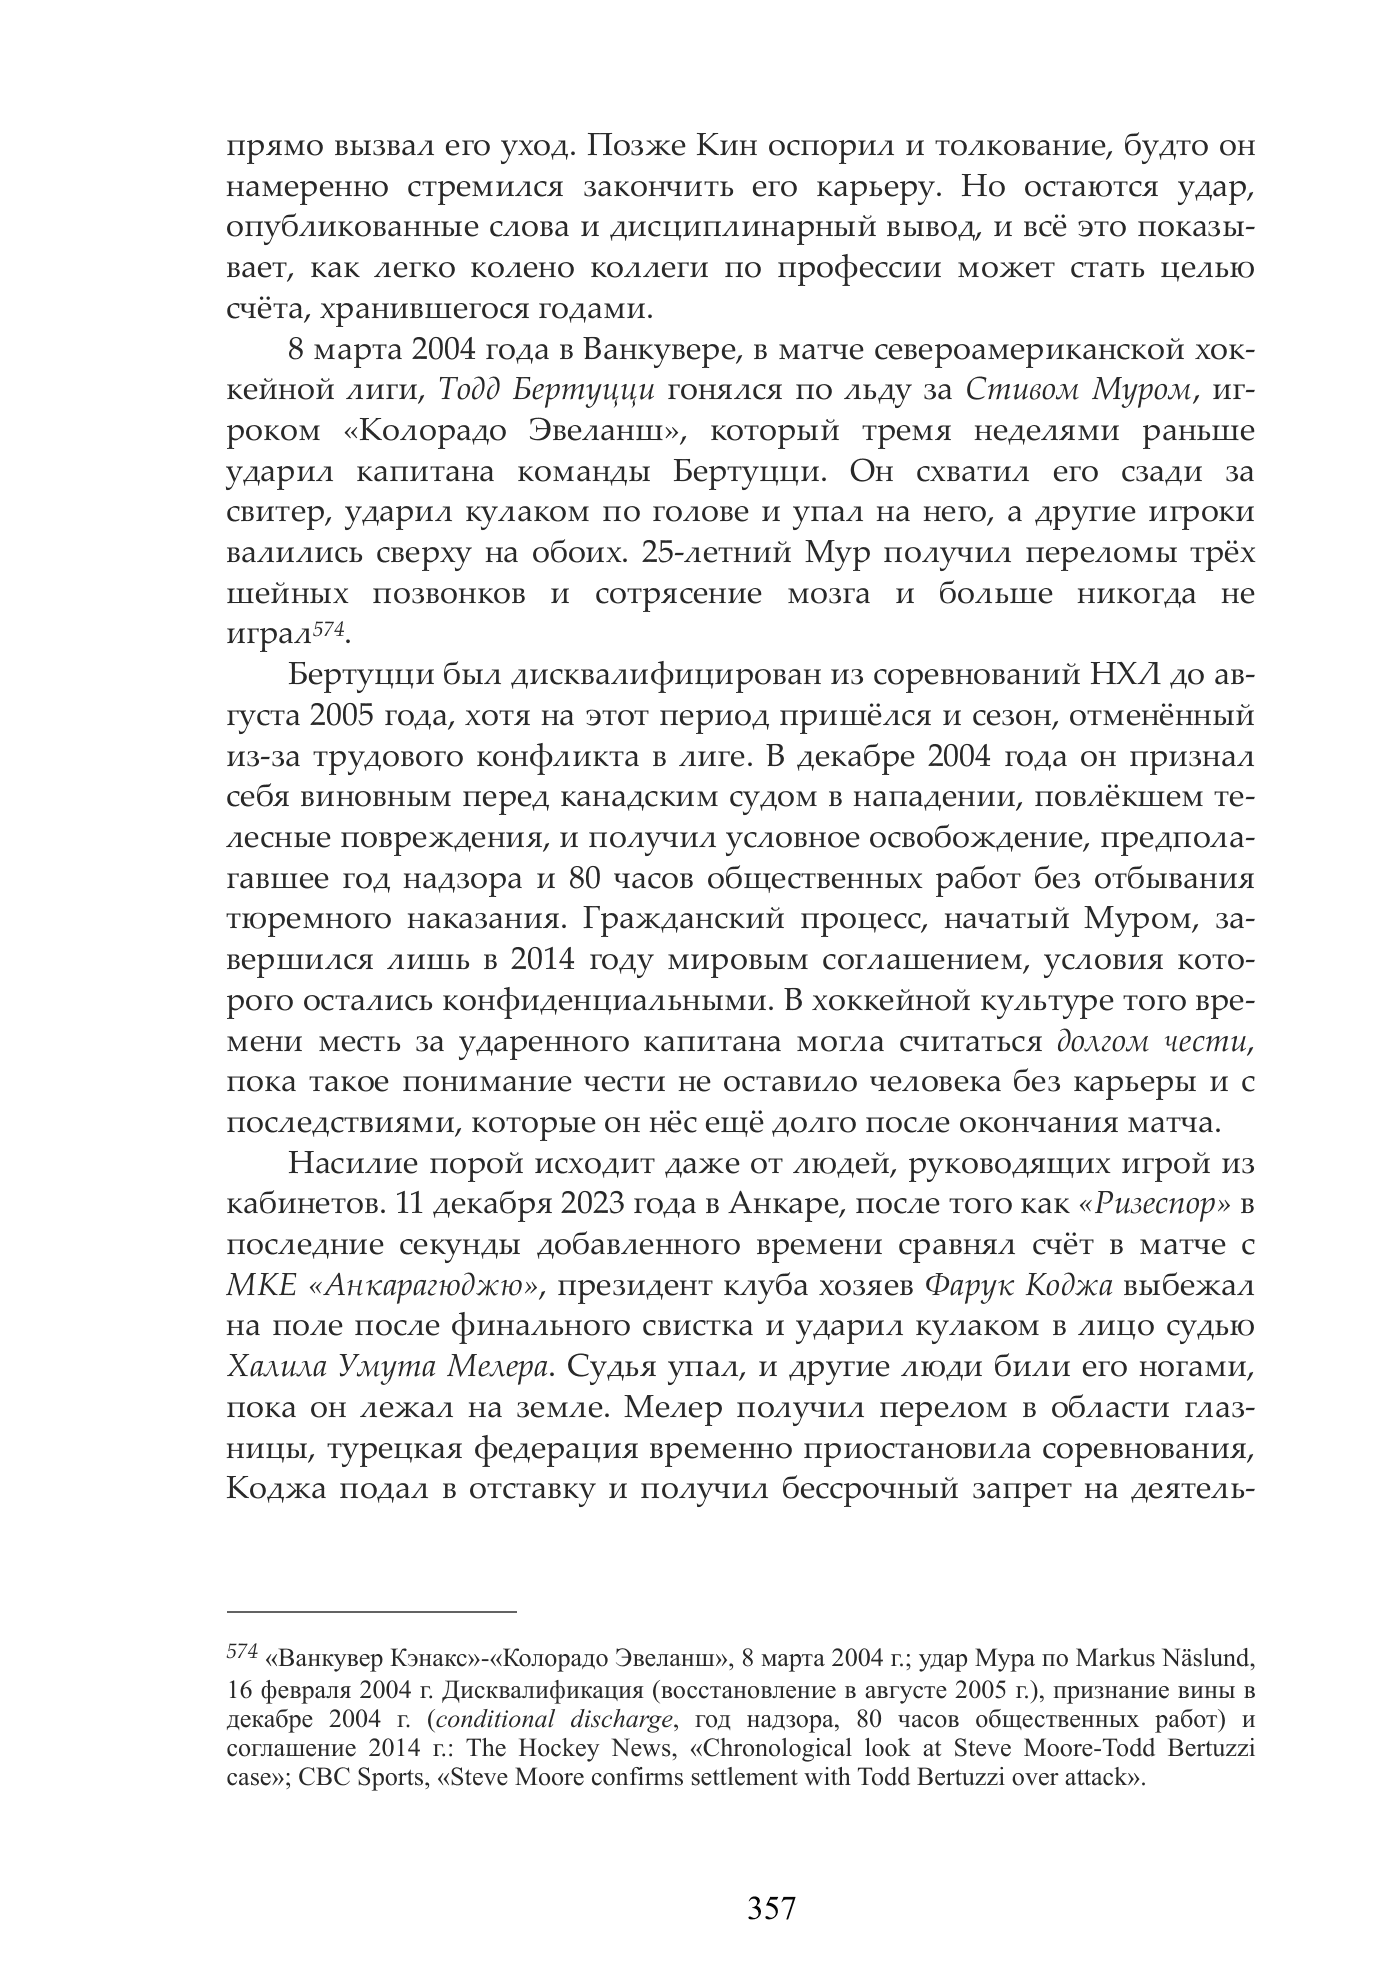 прямо вызвал его уход. Позже Кин оспорил и толкование, будто он
намеренно стремился закончить его карьеру. Но остаются удар,
опубликованные слова и дисциплинарный вывод, и всё это показы-
вает, как легко колено коллеги по профессии может стать целью
счёта, хранившегося годами.
8 марта 2004 года в Ванкувере, в матче североамериканской хок-
кейной лиги, Тодд Бертуцци гонялся по льду за Стивом Муром, иг-
роком «Колорадо Эвеланш», который тремя неделями раньше
ударил капитана команды Бертуцци. Он схватил его сзади за
свитер, ударил кулаком по голове и упал на него, а другие игроки
валились сверху на обоих. 25-летний Мур получил переломы трёх
шейных позвонков и сотрясение мозга и больше никогда не
играл574.
Бертуцци был дисквалифицирован из соревнований НХЛ до ав-
густа 2005 года, хотя на этот период пришёлся и сезон, отменённый
из-за трудового конфликта в лиге. В декабре 2004 года он признал
себя виновным перед канадским судом в нападении, повлёкшем те-
лесные повреждения, и получил условное освобождение, предпола-
гавшее год надзора и 80 часов общественных работ без отбывания
тюремного наказания. Гражданский процесс, начатый Муром, за-
вершился лишь в 2014 году мировым соглашением, условия кото-
рого остались конфиденциальными. В хоккейной культуре того вре-
мени месть за ударенного капитана могла считаться долгом чести,
пока такое понимание чести не оставило человека без карьеры и с
последствиями, которые он нёс ещё долго после окончания матча.
Насилие порой исходит даже от людей, руководящих игрой из
кабинетов. 11 декабря 2023 года в Анкаре, после того как «Ризеспор» в
последние секунды добавленного времени сравнял счёт в матче с
МКЕ «Анкарагюджю», президент клуба хозяев Фарук Коджа выбежал
на поле после финального свистка и ударил кулаком в лицо судью
Халила Умута Мелера. Судья упал, и другие люди били его ногами,
пока он лежал на земле. Мелер получил перелом в области глаз-
ницы, турецкая федерация временно приостановила соревнования,
Коджа подал в отставку и получил бессрочный запрет на деятель-
574 «Ванкувер Кэнакс»-«Колорадо Эвеланш», 8 марта 2004 г.; удар Мура по Markus Näslund,
16 февраля 2004 г. Дисквалификация (восстановление в августе 2005 г.), признание вины в
декабре 2004 г. (conditional discharge, год надзора, 80 часов общественных работ) и
соглашение 2014 г.: The Hockey News, «Chronological look at Steve Moore-Todd Bertuzzi
case»; CBC Sports, «Steve Moore confirms settlement with Todd Bertuzzi over attack».
357